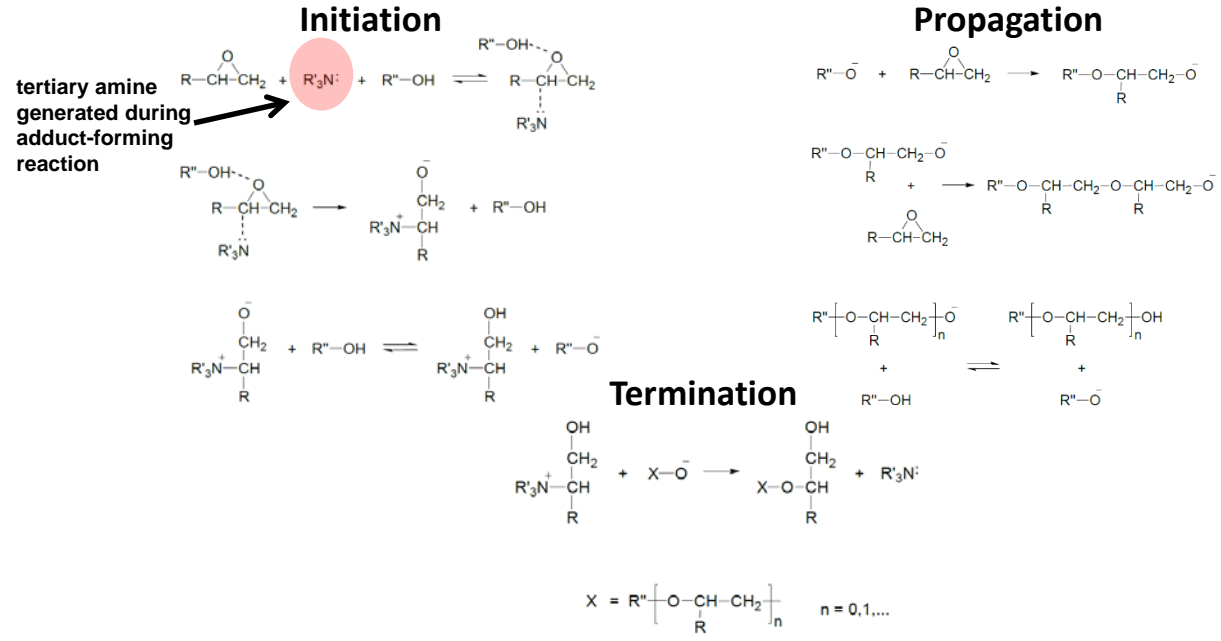 Initiation
R—CH—CH₂ + R'₃N: + R''—OH ⇌ R''—OH
O
O
R—CH—CH₂
R'₃N
tertiary amine
generated during
adduct-forming
reaction
R''—OH
O
R—CH—CH₂
R'₃N
→
O⁻
CH₂
R'₃N⁺—CH + R''—OH
R
O⁻
CH₂
R'₃N⁺—CH + R''—OH
R
⇌
OH
CH₂
R'₃N⁺—CH + R''—O⁻
R
Propagation
O
R''—O⁻ + R—CH—CH₂ → R''—O—CH—CH₂—O⁻
R
R''—O—CH—CH₂—O⁻
R
+
O
R—CH—CH₂
→ R''—O—CH—CH₂—O—CH—CH₂—O⁻
R R
R''—[O—CH—CH₂]n—O⁻
R
+
R''—OH
⇌
R''—[O—CH—CH₂]n—OH
R
+
R''—O⁻
Termination
OH
CH₂
R'₃N⁺—CH + X—O⁻ →
R
OH
CH₂
X—O—CH + R'₃N:
R
X = R''—[O—CH—CH₂]n n = 0,1,...
R